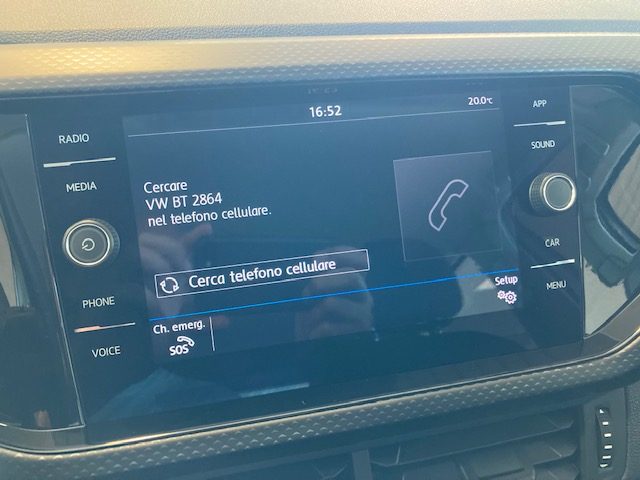 16:52
20.0°C
RADIO
MEDIA
PHONE
VOICE
Cercare
VW BT 2864
nel telefono cellulare.
Cerca telefono cellulare
Ch. emerg.
SOS
Setup
APP
SOUND
CAR
MENU